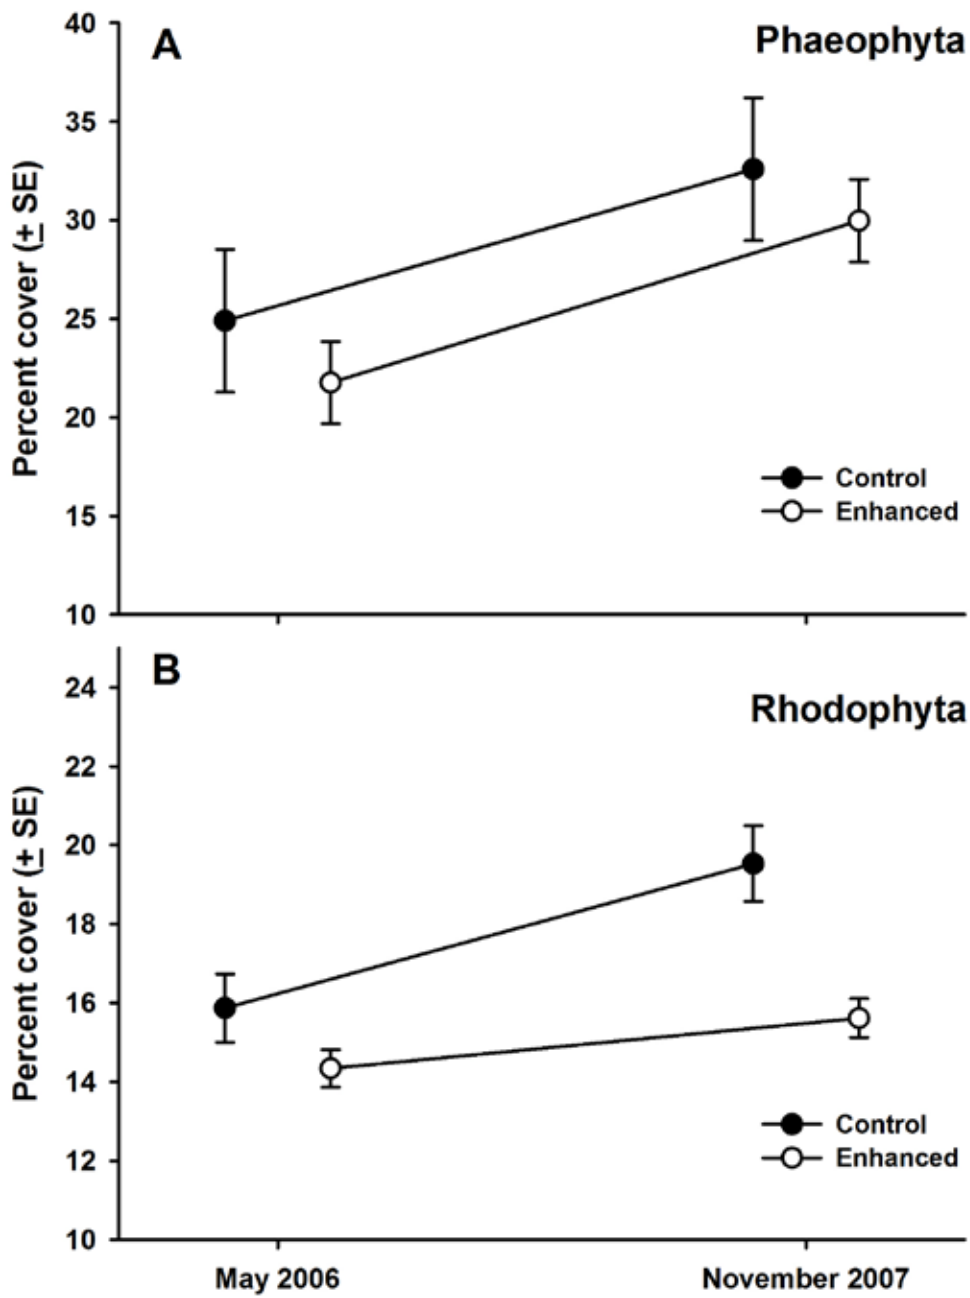 A
Phaeophyta
Percent cover (± SE)
40
35
30
25
20
15
10
Control
Enhanced
B
Rhodophyta
Percent cover (± SE)
24
22
20
18
16
14
12
10
Control
Enhanced
May 2006
November 2007